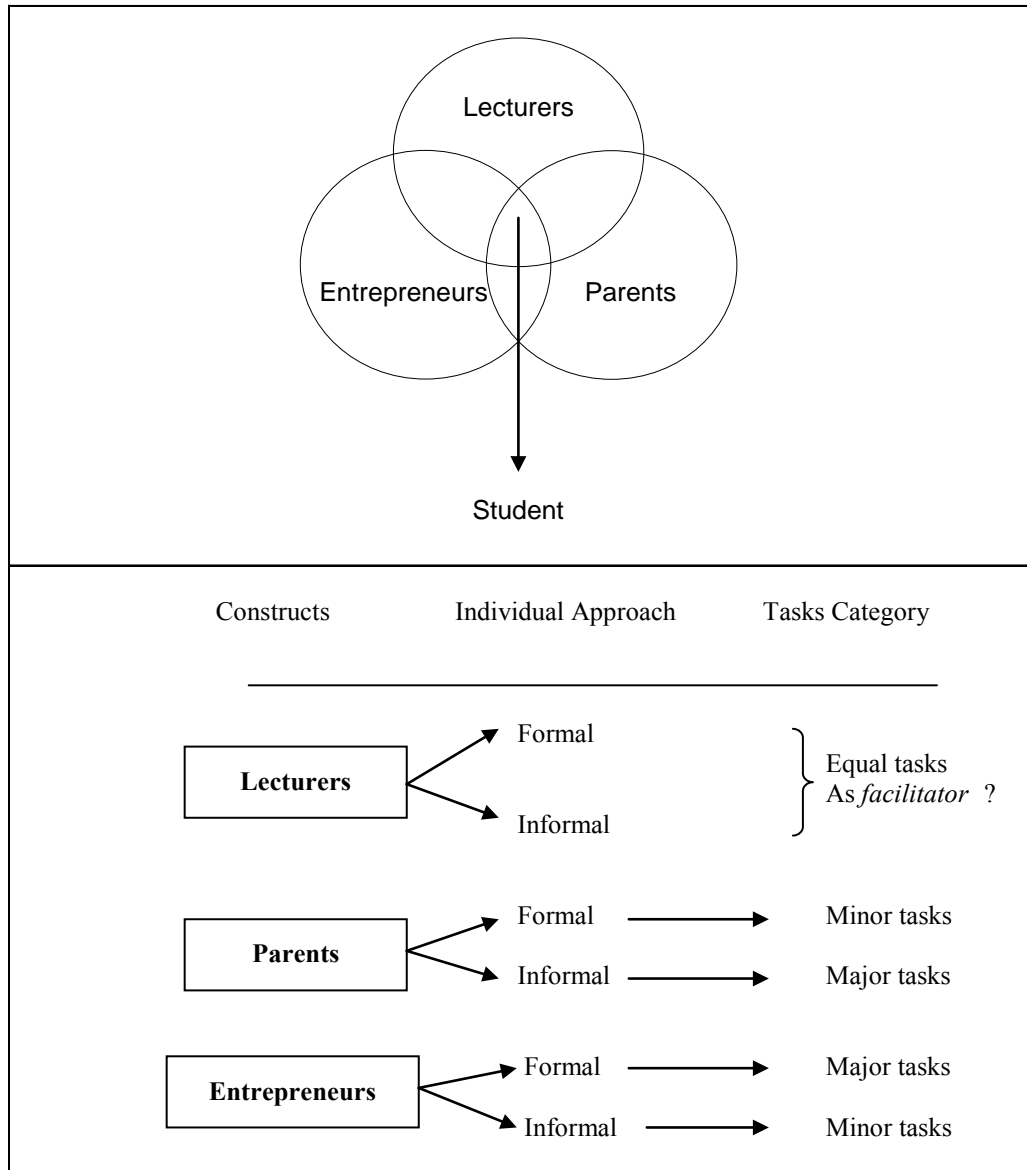 Lecturers
Entrepreneurs
Parents
Student
Constructs Individual Approach Tasks Category
Formal
Lecturers
Equal tasks
As facilitator ?
Informal
Formal Minor tasks
Parents
Informal Major tasks
Formal Major tasks
Entrepreneurs
Informal Minor tasks